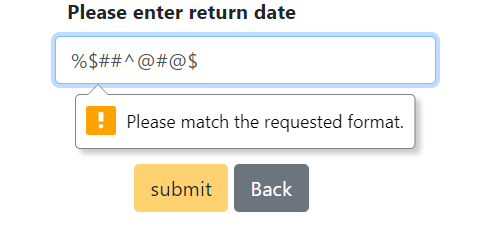 Please enter return date
%$##^@#@$
Please match the requested format.
submit Back